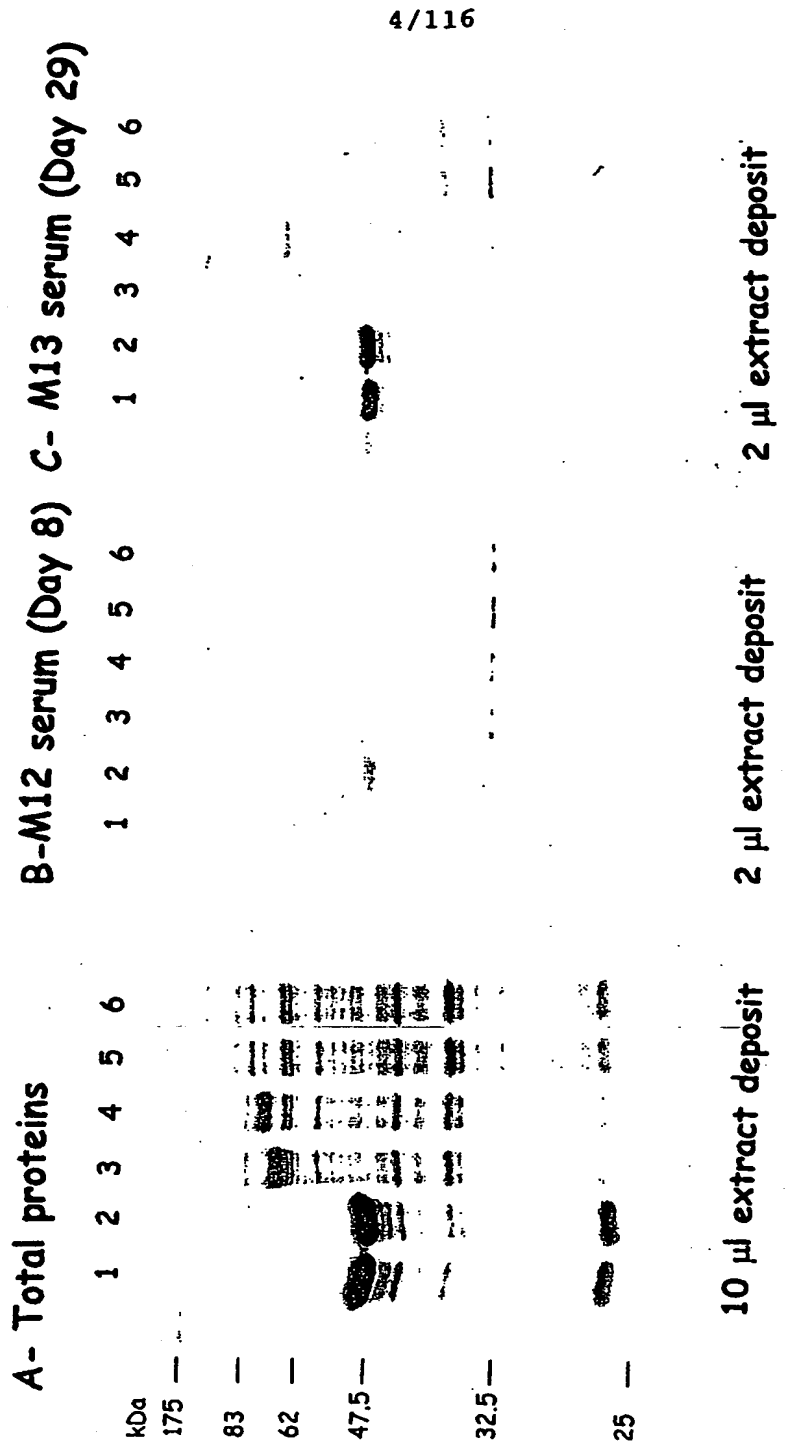 4/116
A- Total proteins
B-M12 serum (Day 8)
C- M13 serum (Day 29)
1 2 3 4 5 6
1 2 3 4 5 6
1 2 3 4 5 6
kDa
175
83
62
47.5
32.5
25
10 µl extract deposit
2 µl extract deposit
2 µl extract deposit